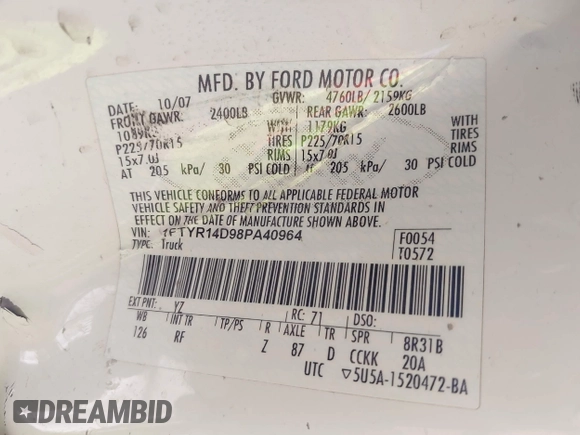 MFD. BY FORD MOTOR CO.
DATE: 10/07 GVWR: 4760LB/ 2159KG
FRONT GAWR: 2400LB REAR GAWR: 2600LB
WITH 1179KG
P225/70R15 TIRES P225/70R15 TIRES
15x7.0J RIMS 15x7.0J RIMS
AT 205 kPa/ 30 PSI COLD AT 205 kPa/ 30 PSI COLD
THIS VEHICLE CONFORMS TO ALL APPLICABLE FEDERAL MOTOR
VEHICLE SAFETY AND THEFT PREVENTION STANDARDS IN
EFFECT ON THE DATE OF MANUFACTURE SHOWN ABOVE.
VIN: 1FTYR14D98PA40964 F0054
TYPE: Truck T0572
EXT PNT: YZ RC: 71 DSO:
WB INT TR TP/PS R AXLE TR SPR 8R31B
126 RF Z 87 D CCKK 20A
UTC ▽5U5A-1520472-BA
DREAMBID